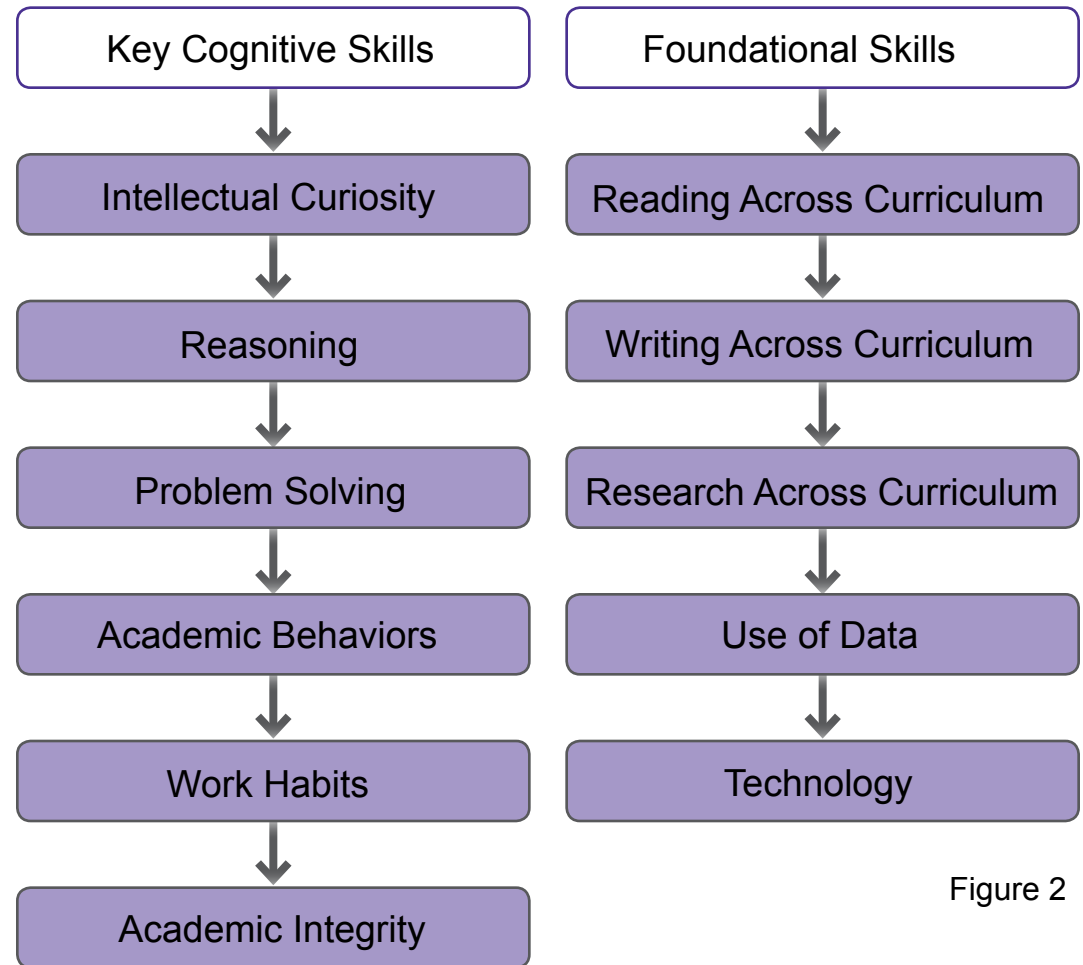 Key Cognitive Skills
Intellectual Curiosity
Reasoning
Problem Solving
Academic Behaviors
Work Habits
Academic Integrity
Foundational Skills
Reading Across Curriculum
Writing Across Curriculum
Research Across Curriculum
Use of Data
Technology
Figure 2